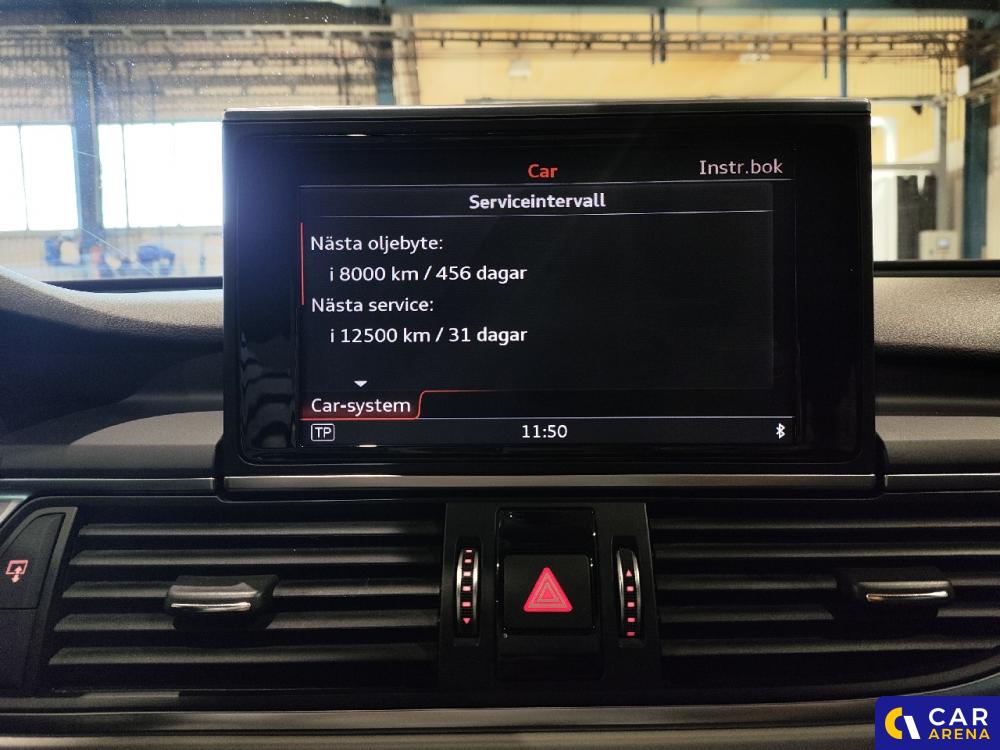 Car
Instr.bok
Serviceintervall
Nästa oljebyte:
i 8000 km / 456 dagar
Nästa service:
i 12500 km / 31 dagar
Car-system
TP
11:50
CAR
ARENA